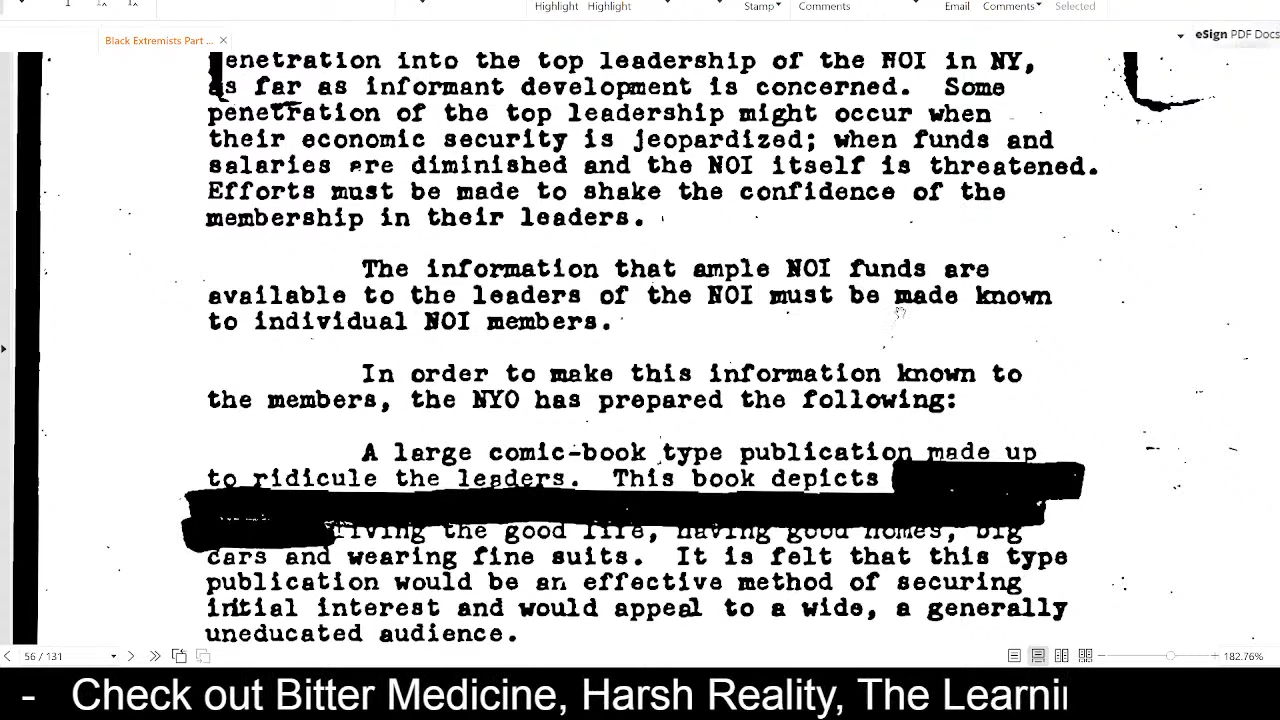 Highlight Highlight Stamp Comments Email Comments Selected
Black Extremists Part ...
eSign PDF Docs
enetration into the top leadership of the NOI in NY,
as far as informant development is concerned. Some
penetration of the top leadership might occur when
their economic security is jeopardized; when funds and
salaries are diminished and the NOI itself is threatened.
Efforts must be made to shake the confidence of the
membership in their leaders.
The information that ample NOI funds are
available to the leaders of the NOI must be made known
to individual NOI members.
In order to make this information known to
the members, the NYO has prepared the following:
A large comic-book type publication made up
to ridicule the leaders. This book depicts
the good life, having good homes, big
cars and wearing fine suits. It is felt that this type
publication would be an effective method of securing
initial interest and would appeal to a wide, a generally
uneducated audience.
56 / 131
182.76%
- Check out Bitter Medicine, Harsh Reality, The Learni